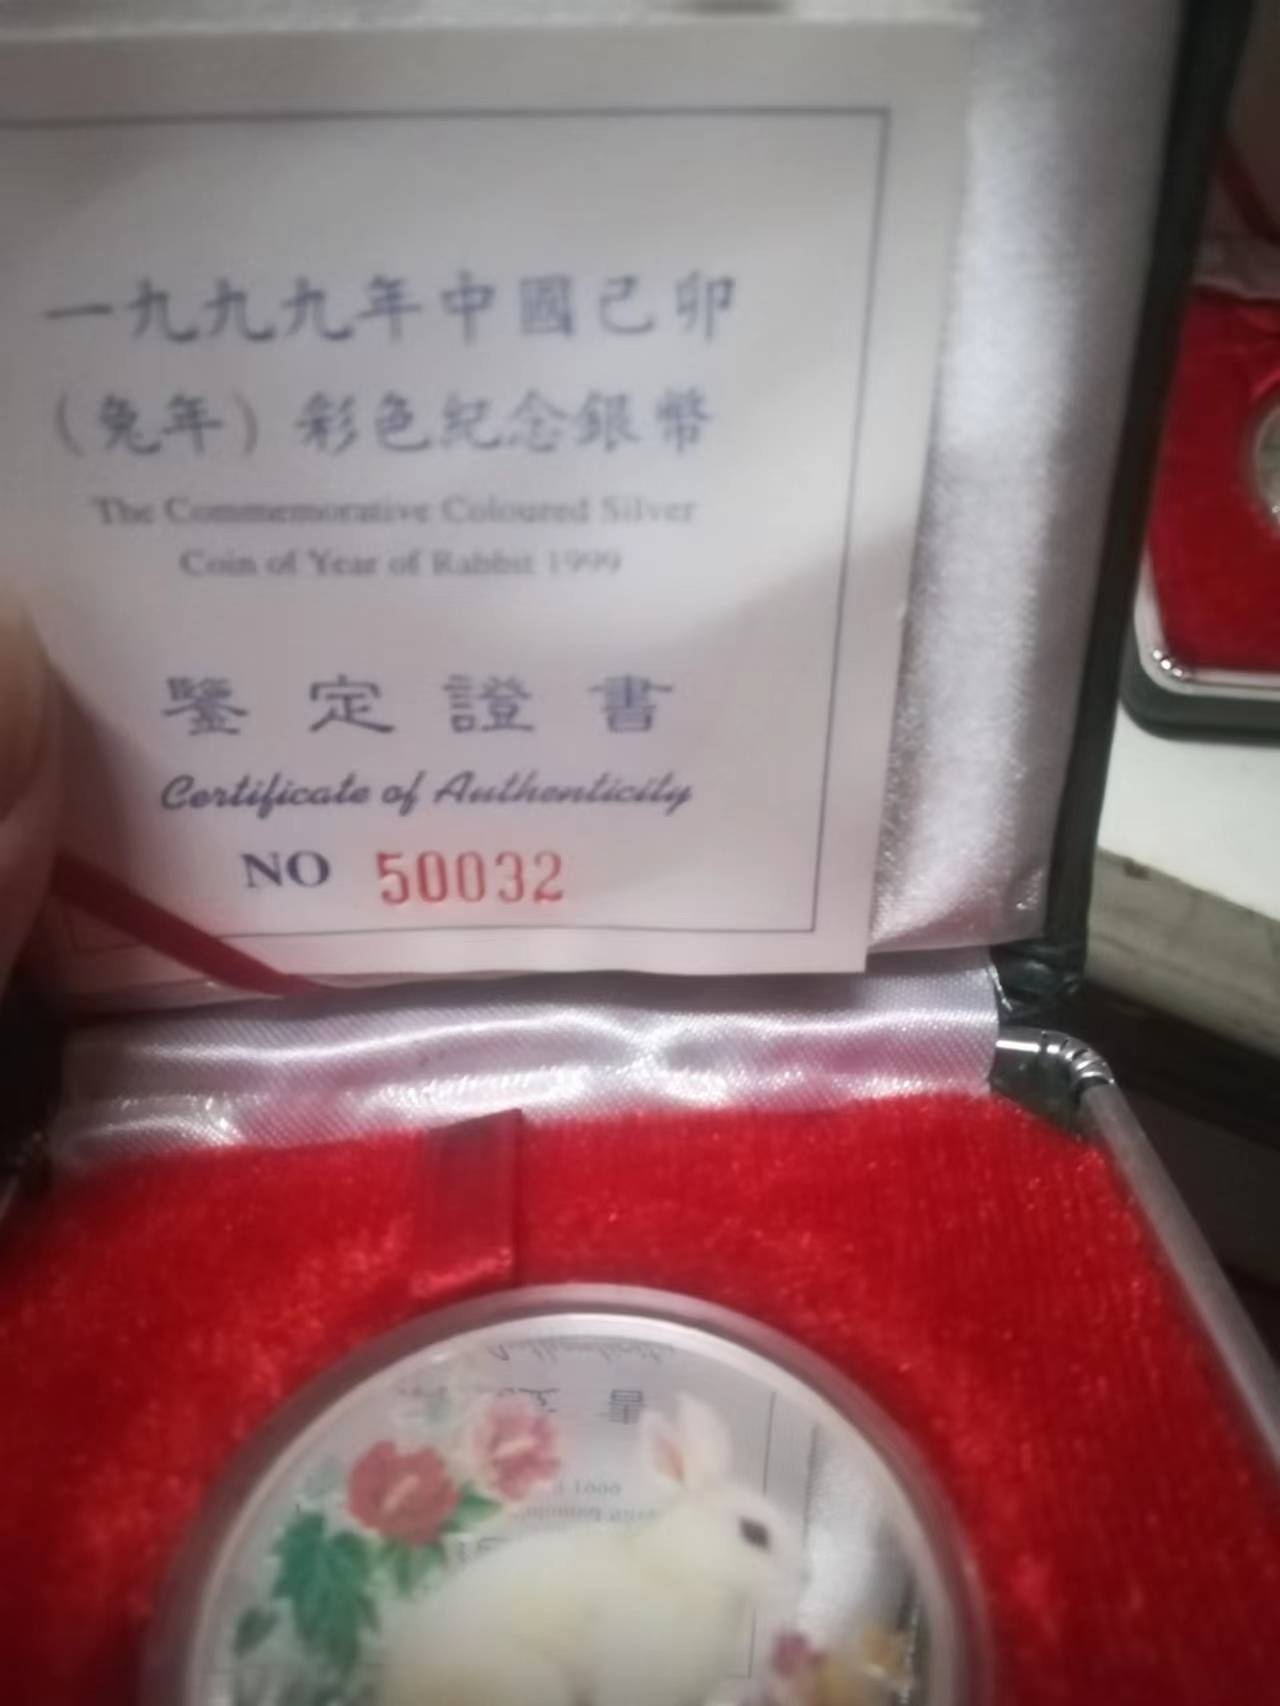 一九九九年中國己卯
（兔年）彩色紀念銀幣
The Commemorative Coloured Silver
Coin of Year of Rabbit 1999
鑒定證書
Certificate of Authenticity
NO 50032